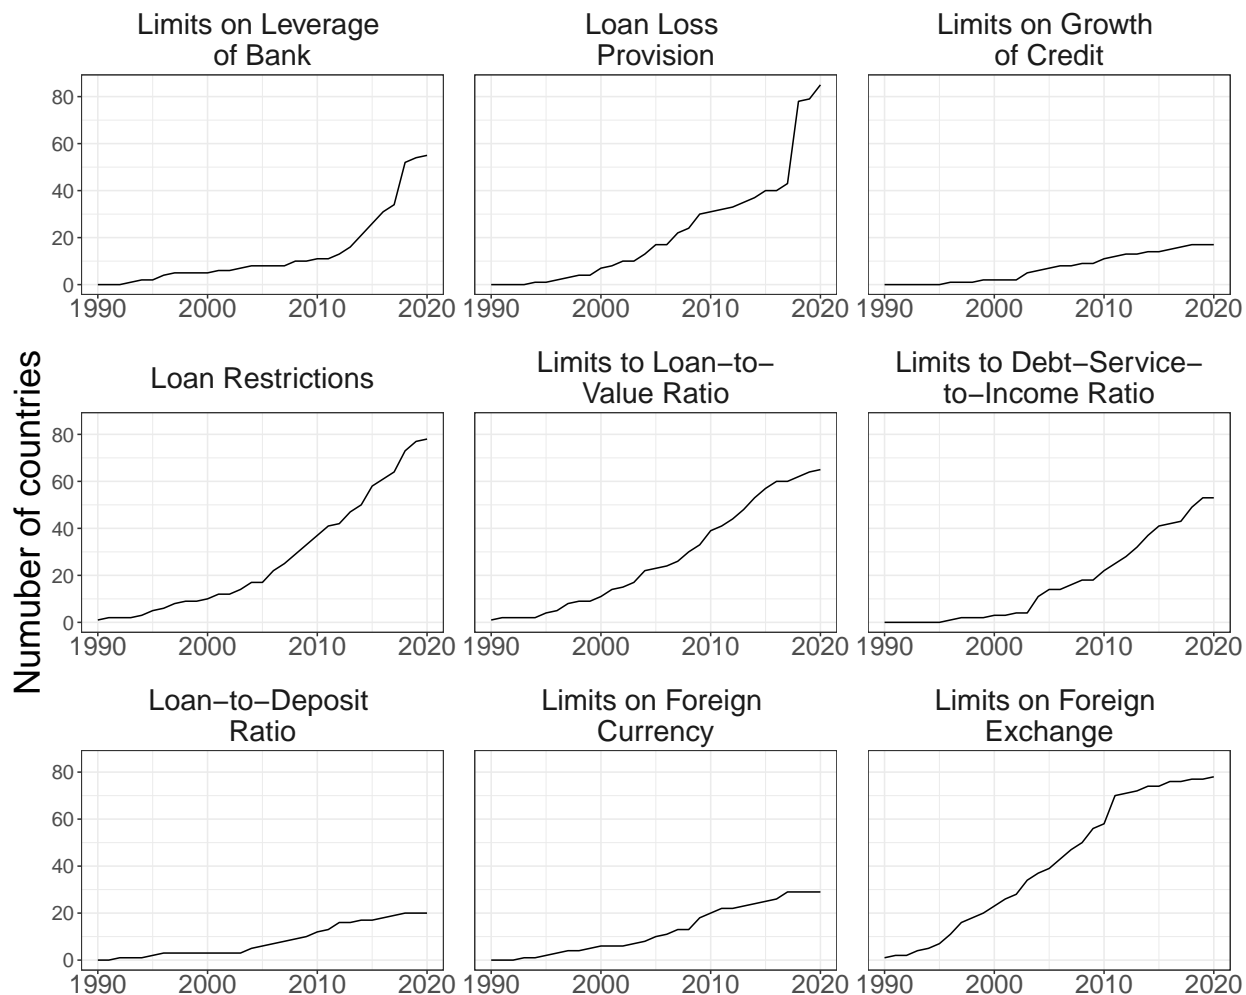 Limits on Leverage
of Bank
Loan Loss
Provision
Limits on Growth
of Credit
80
60
40
20
0
1990 2000 2010 2020
1990 2000 2010 2020
1990 2000 2010 2020
Numuber of countries
Loan Restrictions
Limits to Loan−to−
Value Ratio
Limits to Debt−Service−
to−Income Ratio
80
60
40
20
0
1990 2000 2010 2020
1990 2000 2010 2020
1990 2000 2010 2020
Loan−to−Deposit
Ratio
Limits on Foreign
Currency
Limits on Foreign
Exchange
80
60
40
20
0
1990 2000 2010 2020
1990 2000 2010 2020
1990 2000 2010 2020